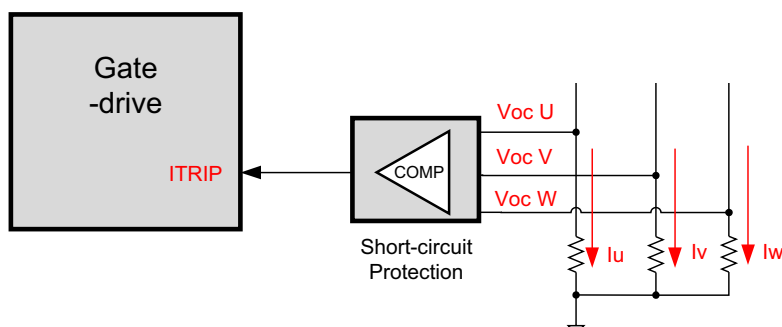 Gate
-drive
ITRIP
COMP
Short-circuit
Protection
Voc U
Voc V
Voc W
Iu
Iv
Iw